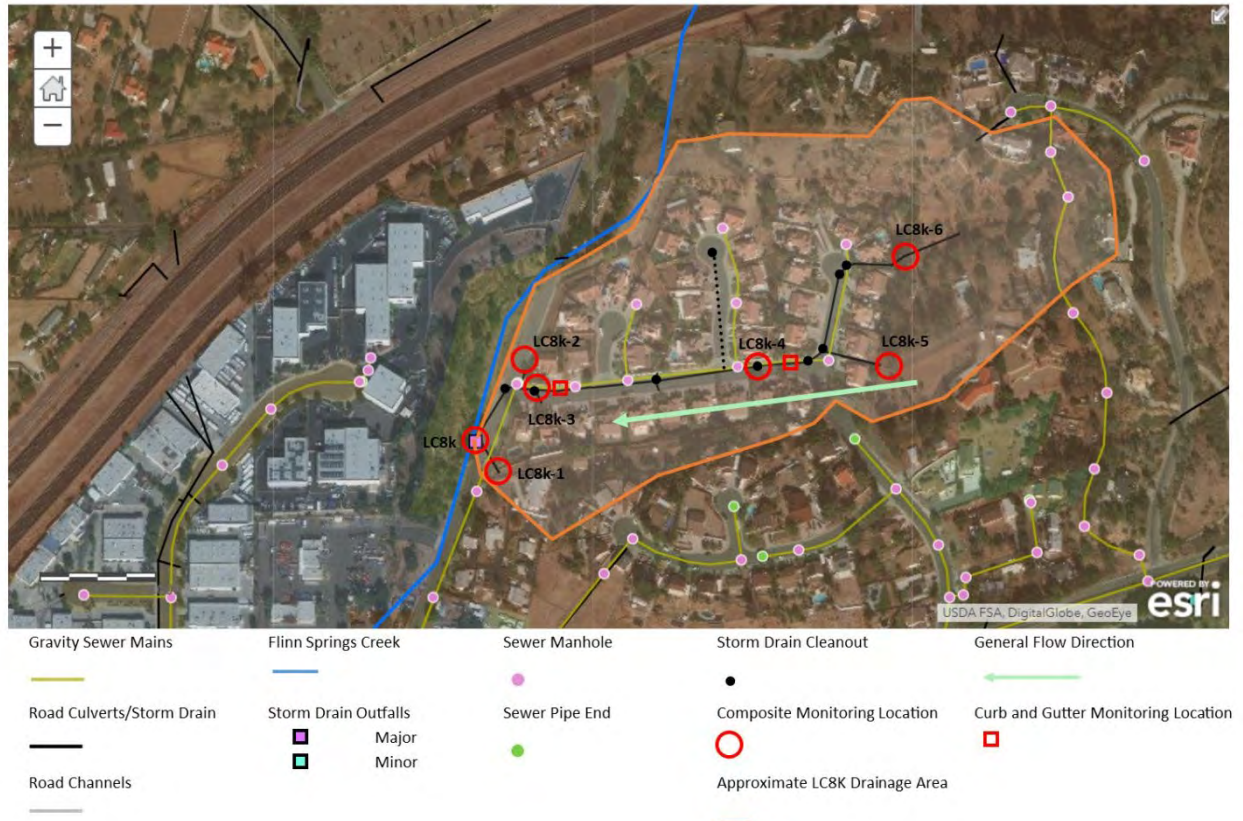 +
−
LC8k-6
LC8k-2
LC8k-4
LC8k-5
LC8k-3
LC8k
LC8k-1
POWERED BY
esri
USDA FSA, DigitalGlobe, GeoEye
Gravity Sewer Mains
Flinn Springs Creek
Sewer Manhole
Storm Drain Cleanout
General Flow Direction
Road Culverts/Storm Drain
Storm Drain Outfalls
Sewer Pipe End
Composite Monitoring Location
Curb and Gutter Monitoring Location
Major
Minor
Road Channels
Approximate LC8K Drainage Area